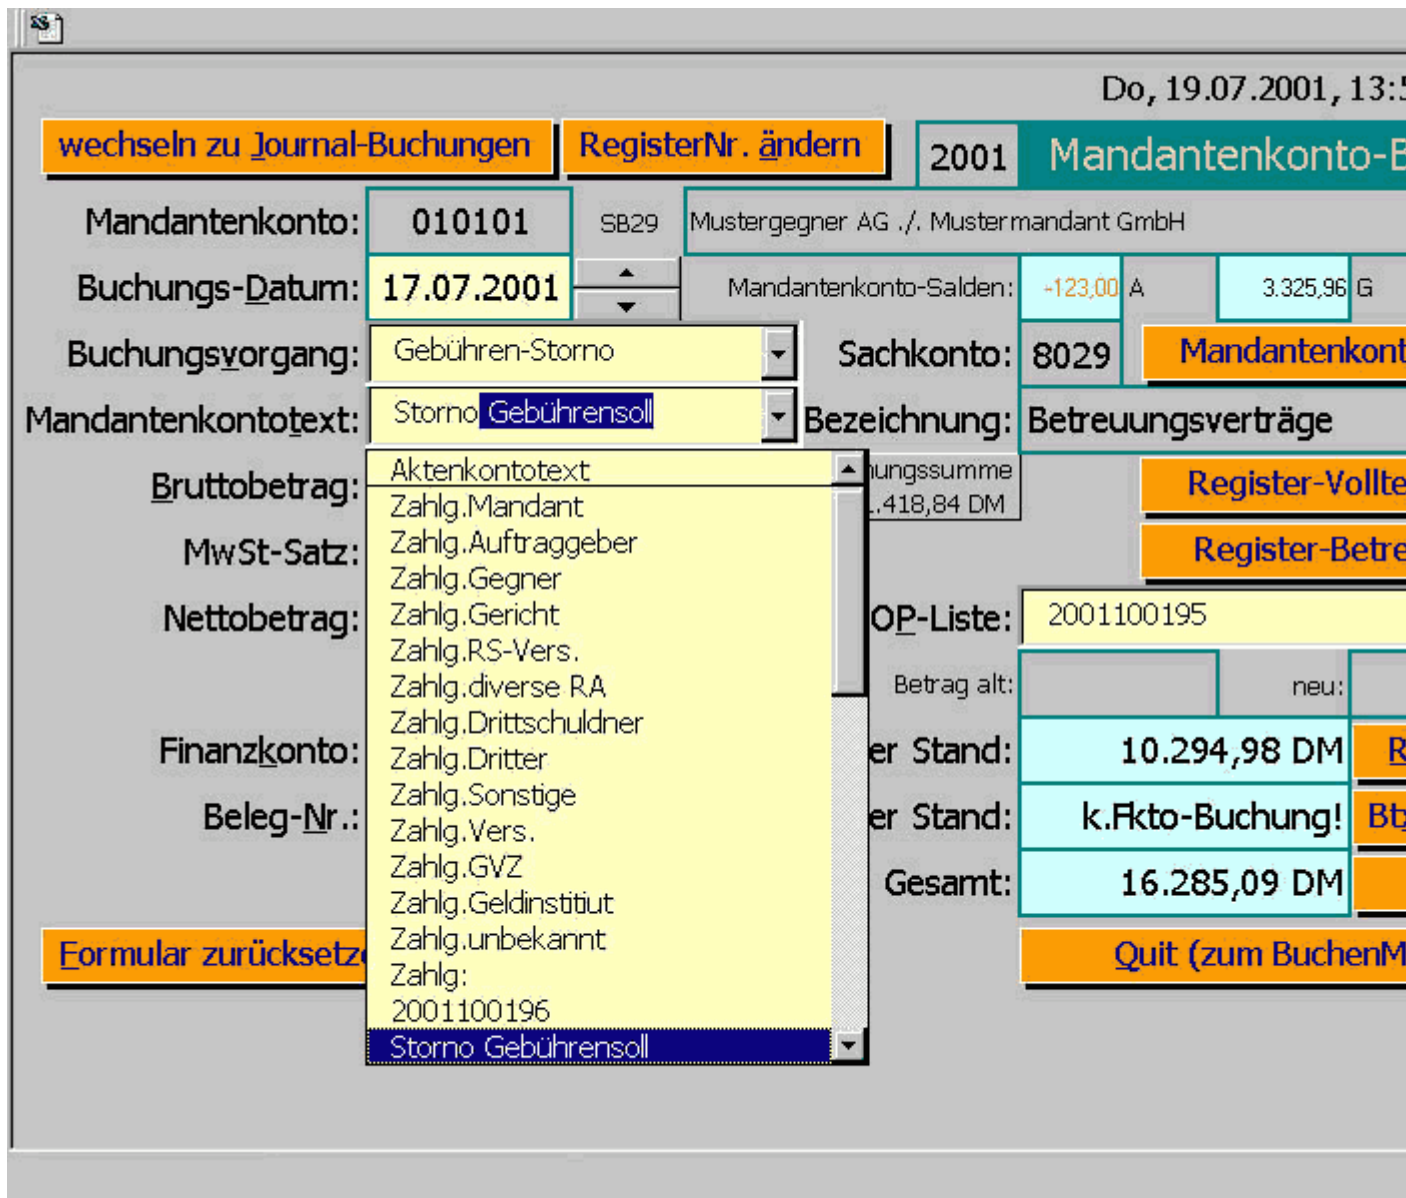 Do, 19.07.2001, 13:5
wechseln zu Journal-Buchungen RegisterNr. ändern 2001 Mandantenkonto-B
Mandantenkonto: 010101 SB29 Mustergegner AG ./. Mustermandant GmbH
Buchungs-Datum: 17.07.2001 Mandantenkonto-Salden: -123,00 A 3.325,96 G
Buchungsvorgang: Gebühren-Storno Sachkonto: 8029 Mandantenkont
Mandantenkontotext: Storno Gebührensoll Bezeichnung: Betreuungsverträge
Bruttobetrag: Aktenkontotext hungssumme Register-Vollte
Zahlg.Mandant .418,84 DM
MwSt-Satz: Zahlg.Auftraggeber Register-Betre
Zahlg.Gegner
Nettobetrag: Zahlg.Gericht OP-Liste: 2001100195
Zahlg.RS-Vers.
Zahlg.diverse RA Betrag alt: neu:
Zahlg.Drittschuldner
Finanzkonto: Zahlg.Dritter er Stand: 10.294,98 DM R
Zahlg.Sonstige
Beleg-Nr.: Zahlg.Vers. er Stand: k.Fkto-Buchung! Bt
Zahlg.GVZ
Zahlg.Geldinstitiut Gesamt: 16.285,09 DM
Formular zurücksetze Zahlg.unbekannt Quit (zum BuchenM
Zahlg:
2001100196
Storno Gebührensoll